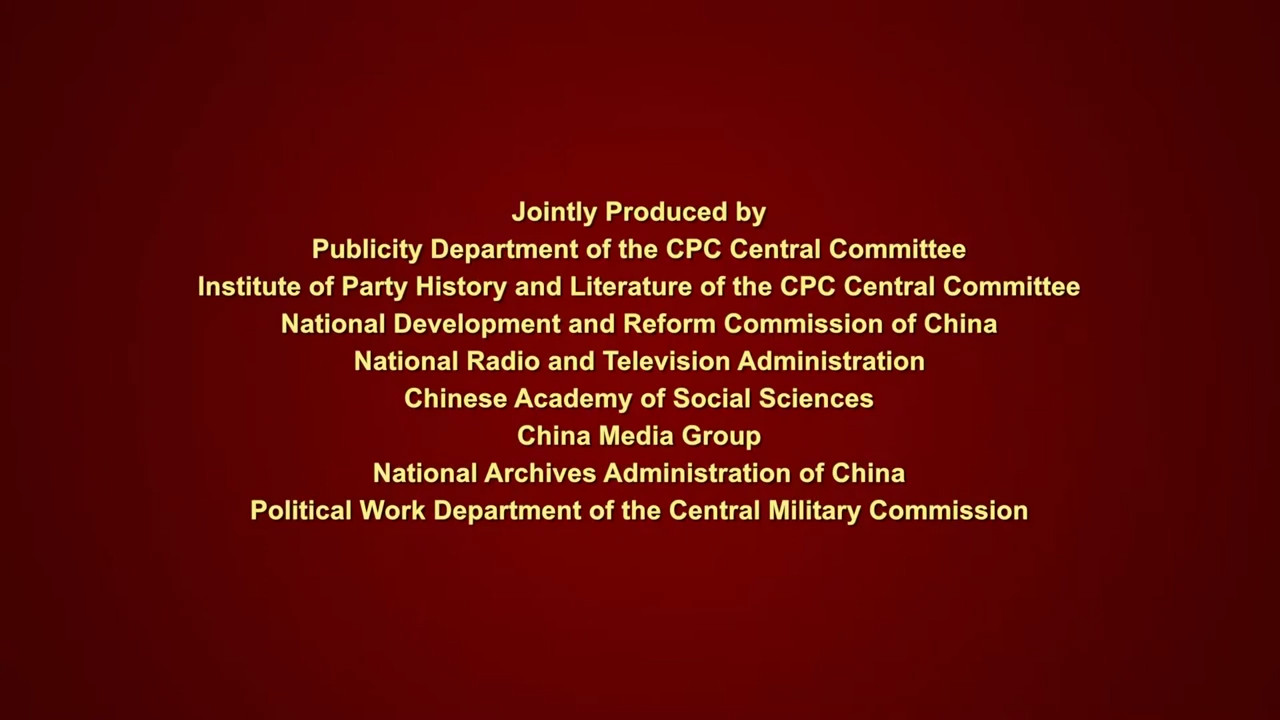 Jointly Produced by
Publicity Department of the CPC Central Committee
Institute of Party History and Literature of the CPC Central Committee
National Development and Reform Commission of China
National Radio and Television Administration
Chinese Academy of Social Sciences
China Media Group
National Archives Administration of China
Political Work Department of the Central Military Commission